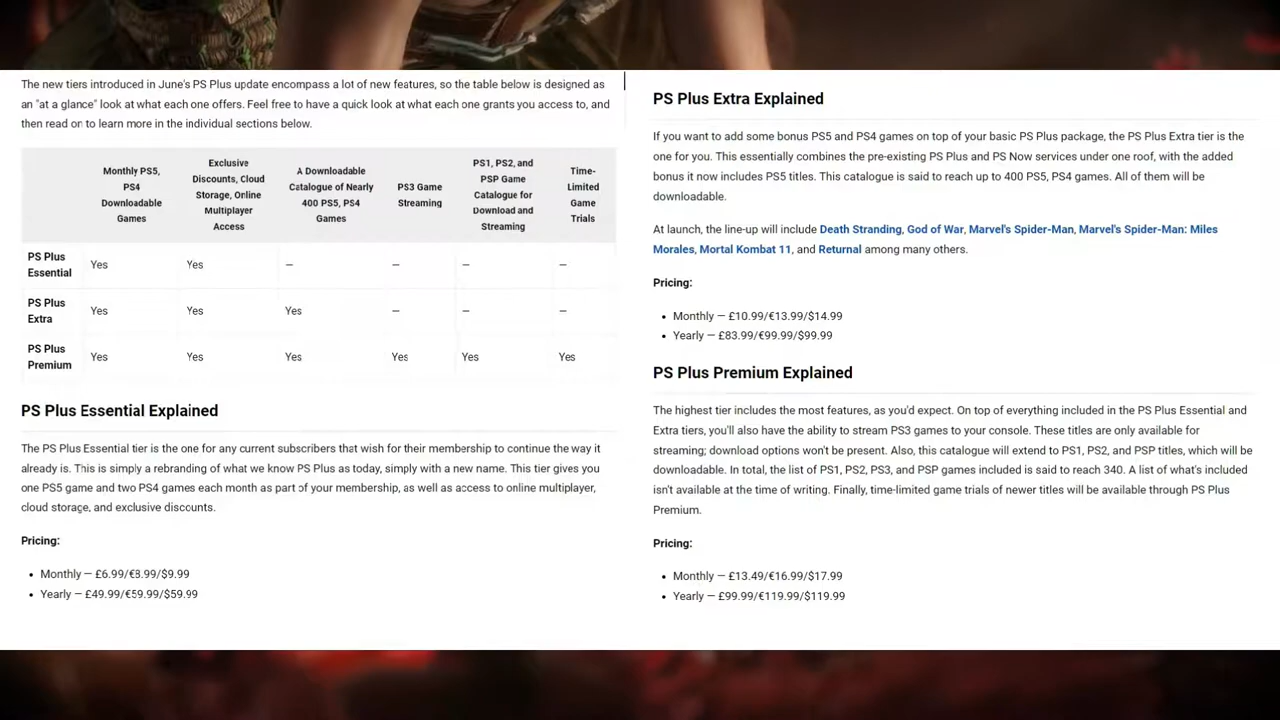 The new tiers introduced in June's PS Plus update encompass a lot of new features, so the table below is designed as
an "at a glance" look at what each one offers. Feel free to have a quick look at what each one grants you access to, and
then read on to learn more in the individual sections below.
Monthly PS5,
PS4
Downloadable
Games
Exclusive
Discounts, Cloud
Storage, Online
Multiplayer
Access
A Downloadable
Catalogue of Nearly
400 PS5, PS4
Games
PS3 Game
Streaming
PS1, PS2, and
PSP Game
Catalogue for
Download and
Streaming
Time-
Limited
Game
Trials
PS Plus
Essential
Yes Yes — — — —
PS Plus
Extra
Yes Yes Yes — — —
PS Plus
Premium
Yes Yes Yes Yes Yes Yes
PS Plus Essential Explained
The PS Plus Essential tier is the one for any current subscribers that wish for their membership to continue the way it
already is. This is simply a rebranding of what we know PS Plus as today, simply with a new name. This tier gives you
one PS5 game and two PS4 games each month as part of your membership, as well as access to online multiplayer,
cloud storage, and exclusive discounts.
Pricing:
• Monthly — £6.99/€8.99/$9.99
• Yearly — £49.99/€59.99/$59.99
PS Plus Extra Explained
If you want to add some bonus PS5 and PS4 games on top of your basic PS Plus package, the PS Plus Extra tier is the
one for you. This essentially combines the pre-existing PS Plus and PS Now services under one roof, with the added
bonus it now includes PS5 titles. This catalogue is said to reach up to 400 PS5, PS4 games. All of them will be
downloadable.
At launch, the line-up will include Death Stranding, God of War, Marvel's Spider-Man, Marvel's Spider-Man: Miles
Morales, Mortal Kombat 11, and Returnal among many others.
Pricing:
• Monthly — £10.99/€13.99/$14.99
• Yearly — £83.99/€99.99/$99.99
PS Plus Premium Explained
The highest tier includes the most features, as you'd expect. On top of everything included in the PS Plus Essential and
Extra tiers, you'll also have the ability to stream PS3 games to your console. These titles are only available for
streaming; download options won't be present. Also, this catalogue will extend to PS1, PS2, and PSP titles, which will be
downloadable. In total, the list of PS1, PS2, PS3, and PSP games included is said to reach 340. A list of what's included
isn't available at the time of writing. Finally, time-limited game trials of newer titles will be available through PS Plus
Premium.
Pricing:
• Monthly — £13.49/€16.99/$17.99
• Yearly — £99.99/€119.99/$119.99